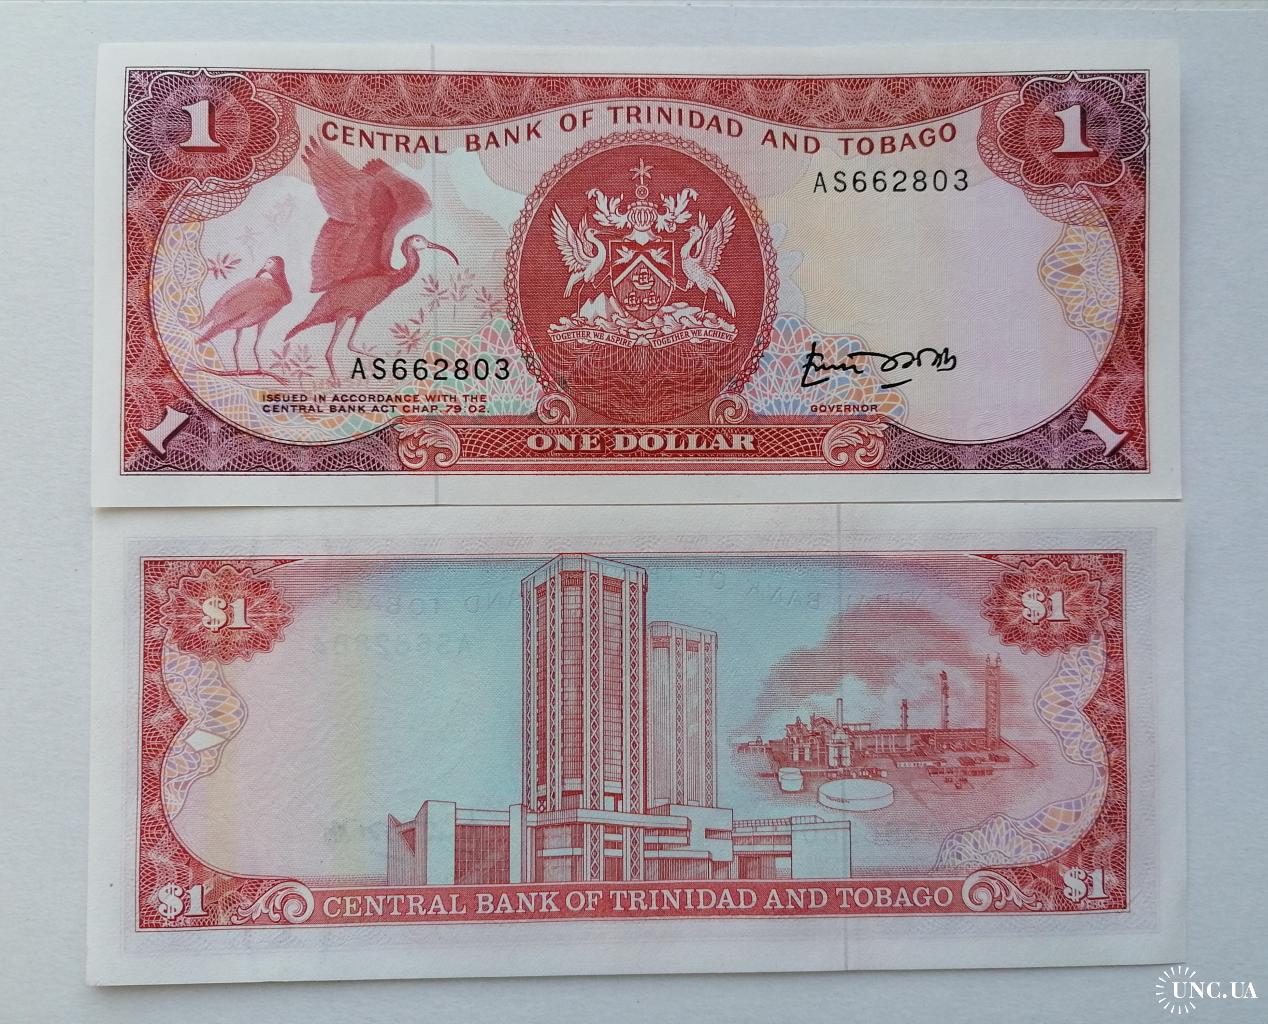 1 1
CENTRAL BANK OF TRINIDAD AND TOBAGO
AS662803
TOGETHER WE ASPIRE TOGETHER WE ACHIEVE
AS662803
ISSUED IN ACCORDANCE WITH THE
CENTRAL BANK ACT CHAP. 79:02.
GOVERNOR
1 1
ONE DOLLAR
$1 $1
$1 $1
CENTRAL BANK OF TRINIDAD AND TOBAGO
UNC.UA